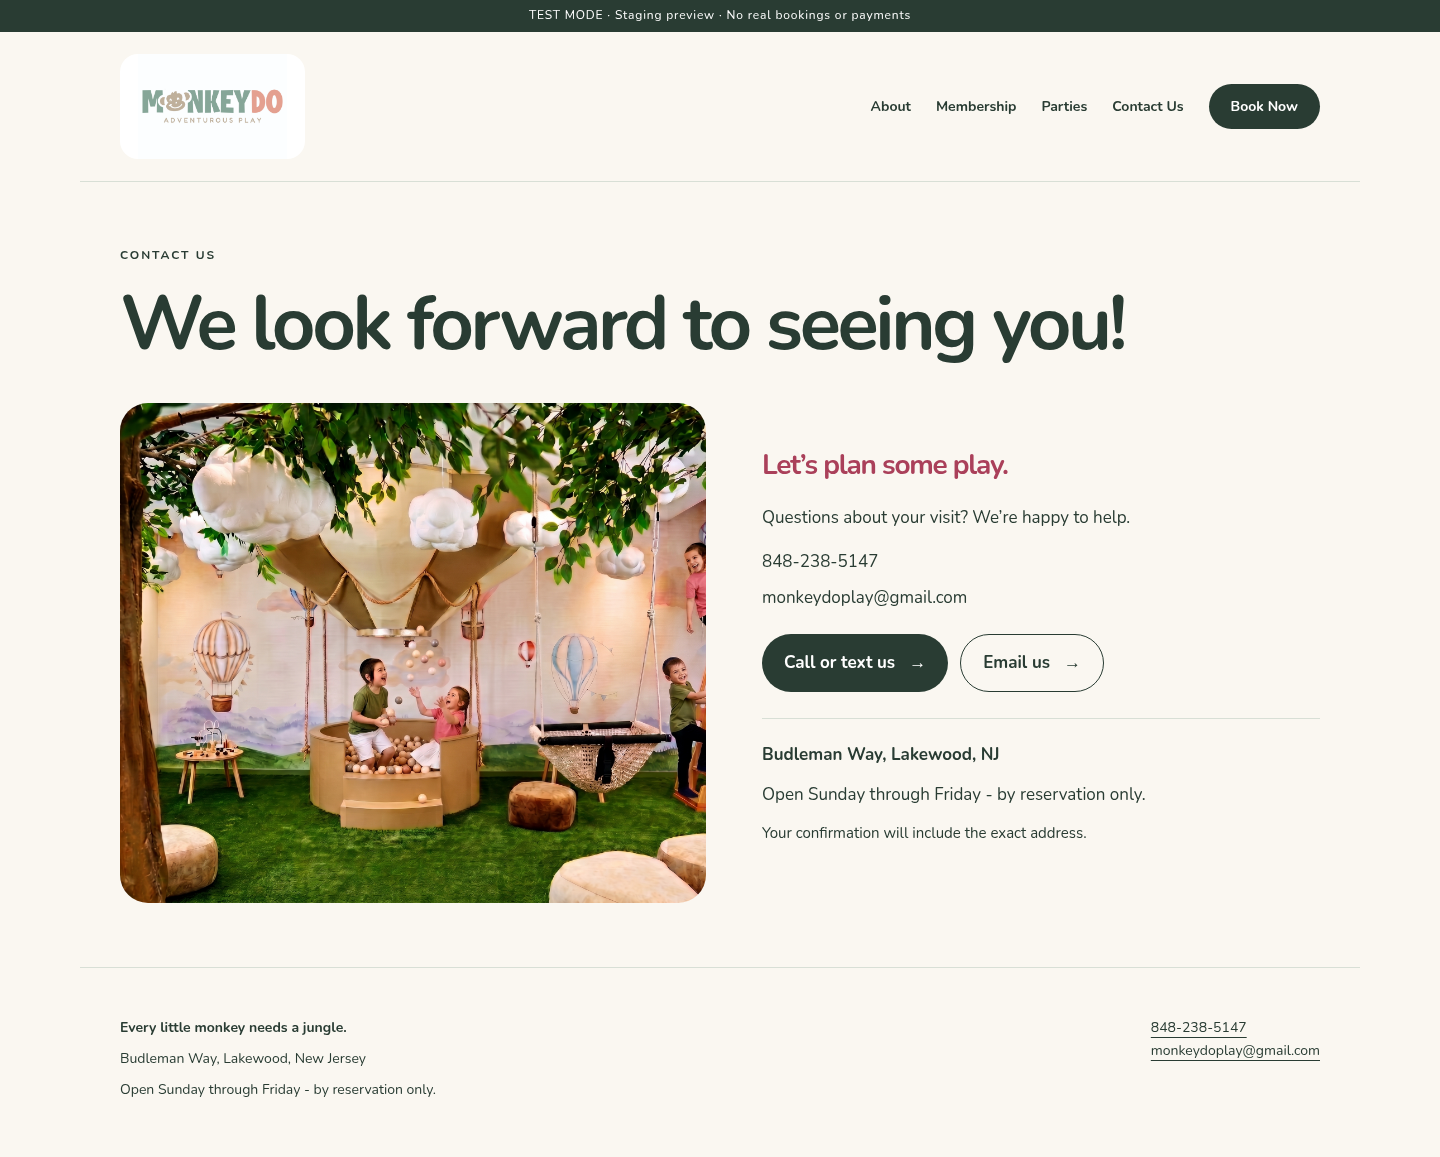 TEST MODE · Staging preview · No real bookings or payments
MONKEYDO
ADVENTUROUS PLAY
About
Membership
Parties
Contact Us
Book Now
CONTACT US
We look forward to seeing you!
Let’s plan some play.
Questions about your visit? We’re happy to help.
848-238-5147
monkeydoplay@gmail.com
Call or text us →
Email us →
Budleman Way, Lakewood, NJ
Open Sunday through Friday - by reservation only.
Your confirmation will include the exact address.
Every little monkey needs a jungle.
Budleman Way, Lakewood, New Jersey
Open Sunday through Friday - by reservation only.
848-238-5147
monkeydoplay@gmail.com